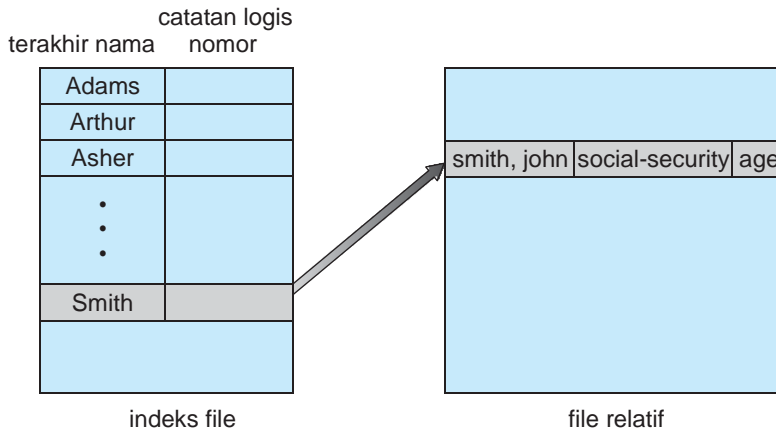 catatan logis
terakhir nama nomor
Adams
Arthur
Asher
Smith
smith, john social-security age
indeks file
file relatif